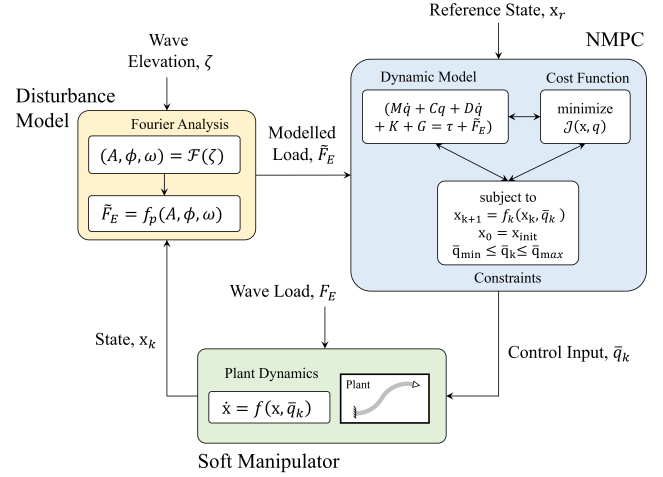 Reference State, x_r
NMPC
Wave
Elevation, ζ
Disturbance
Model
Fourier Analysis
(A, ϕ, ω) = ℱ(ζ)
F̃_E = f_p(A, ϕ, ω)
Modelled
Load, F̃_E
Dynamic Model
(Mq̈ + Cq + Dq̇
+ K + G = τ + F̃_E)
Cost Function
minimize
𝒥(x, q)
subject to
x_{k+1} = f_k(x_k, q̄_k )
x_0 = x_init
q̄_min ≤ q̄_k ≤ q̄_max
Constraints
Wave Load, F_E
State, x_k
Control Input, q̄_k
Plant Dynamics
ẋ = f(x, q̄_k)
Plant
Soft Manipulator